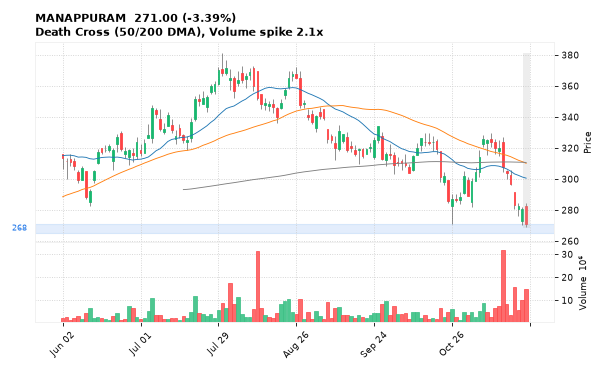 MANAPPURAM 271.00 (-3.39%)
Death Cross (50/200 DMA), Volume spike 2.1x
380
360
340
320
300
280
260
Price
268
30
20
10
Volume 10⁶
Jun 02
Jul 01
Jul 29
Aug 26
Sep 24
Oct 26